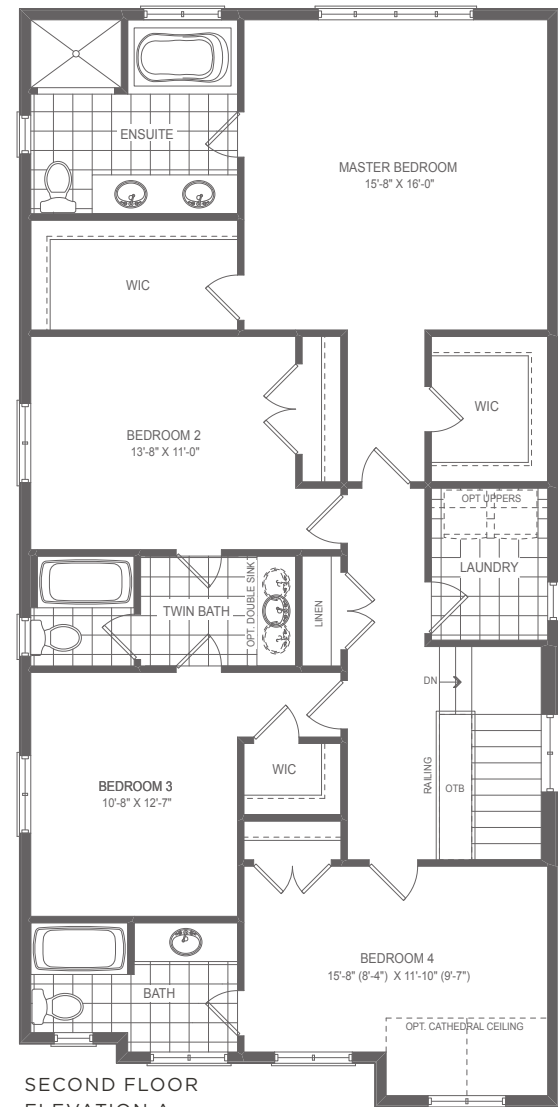 ENSUITE
MASTER BEDROOM
15'-8" X 16'-0"
WIC
WIC
BEDROOM 2
13'-8" X 11'-0"
OPT UPPERS
LAUNDRY
TWIN BATH
OPT. DOUBLE SINK
LINEN
DN
WIC
BEDROOM 3
10'-8" X 12'-7"
RAILING
OTB
BATH
BEDROOM 4
15'-8" (8'-4") X 11'-10" (9'-7")
OPT. CATHEDRAL CEILING
SECOND FLOOR
ELEVATION A